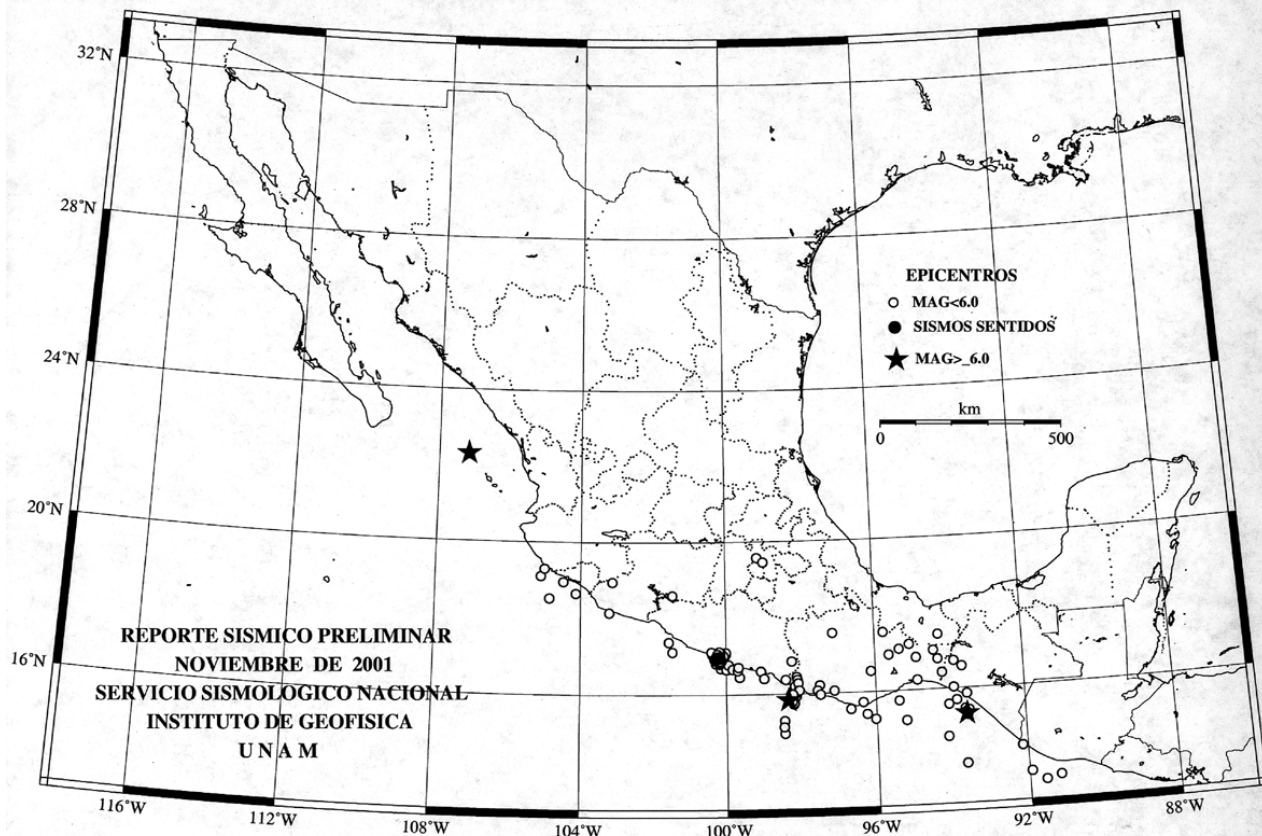 32°N
28°N
24°N
20°N
16°N
EPICENTROS
MAG<6.0
SISMOS SENTIDOS
MAG>_6.0
km
0 500
REPORTE SISMICO PRELIMINAR
NOVIEMBRE DE 2001
SERVICIO SISMOLOGICO NACIONAL
INSTITUTO DE GEOFISICA
U N A M
116°W 112°W 108°W 104°W 100°W 96°W 92°W 88°W